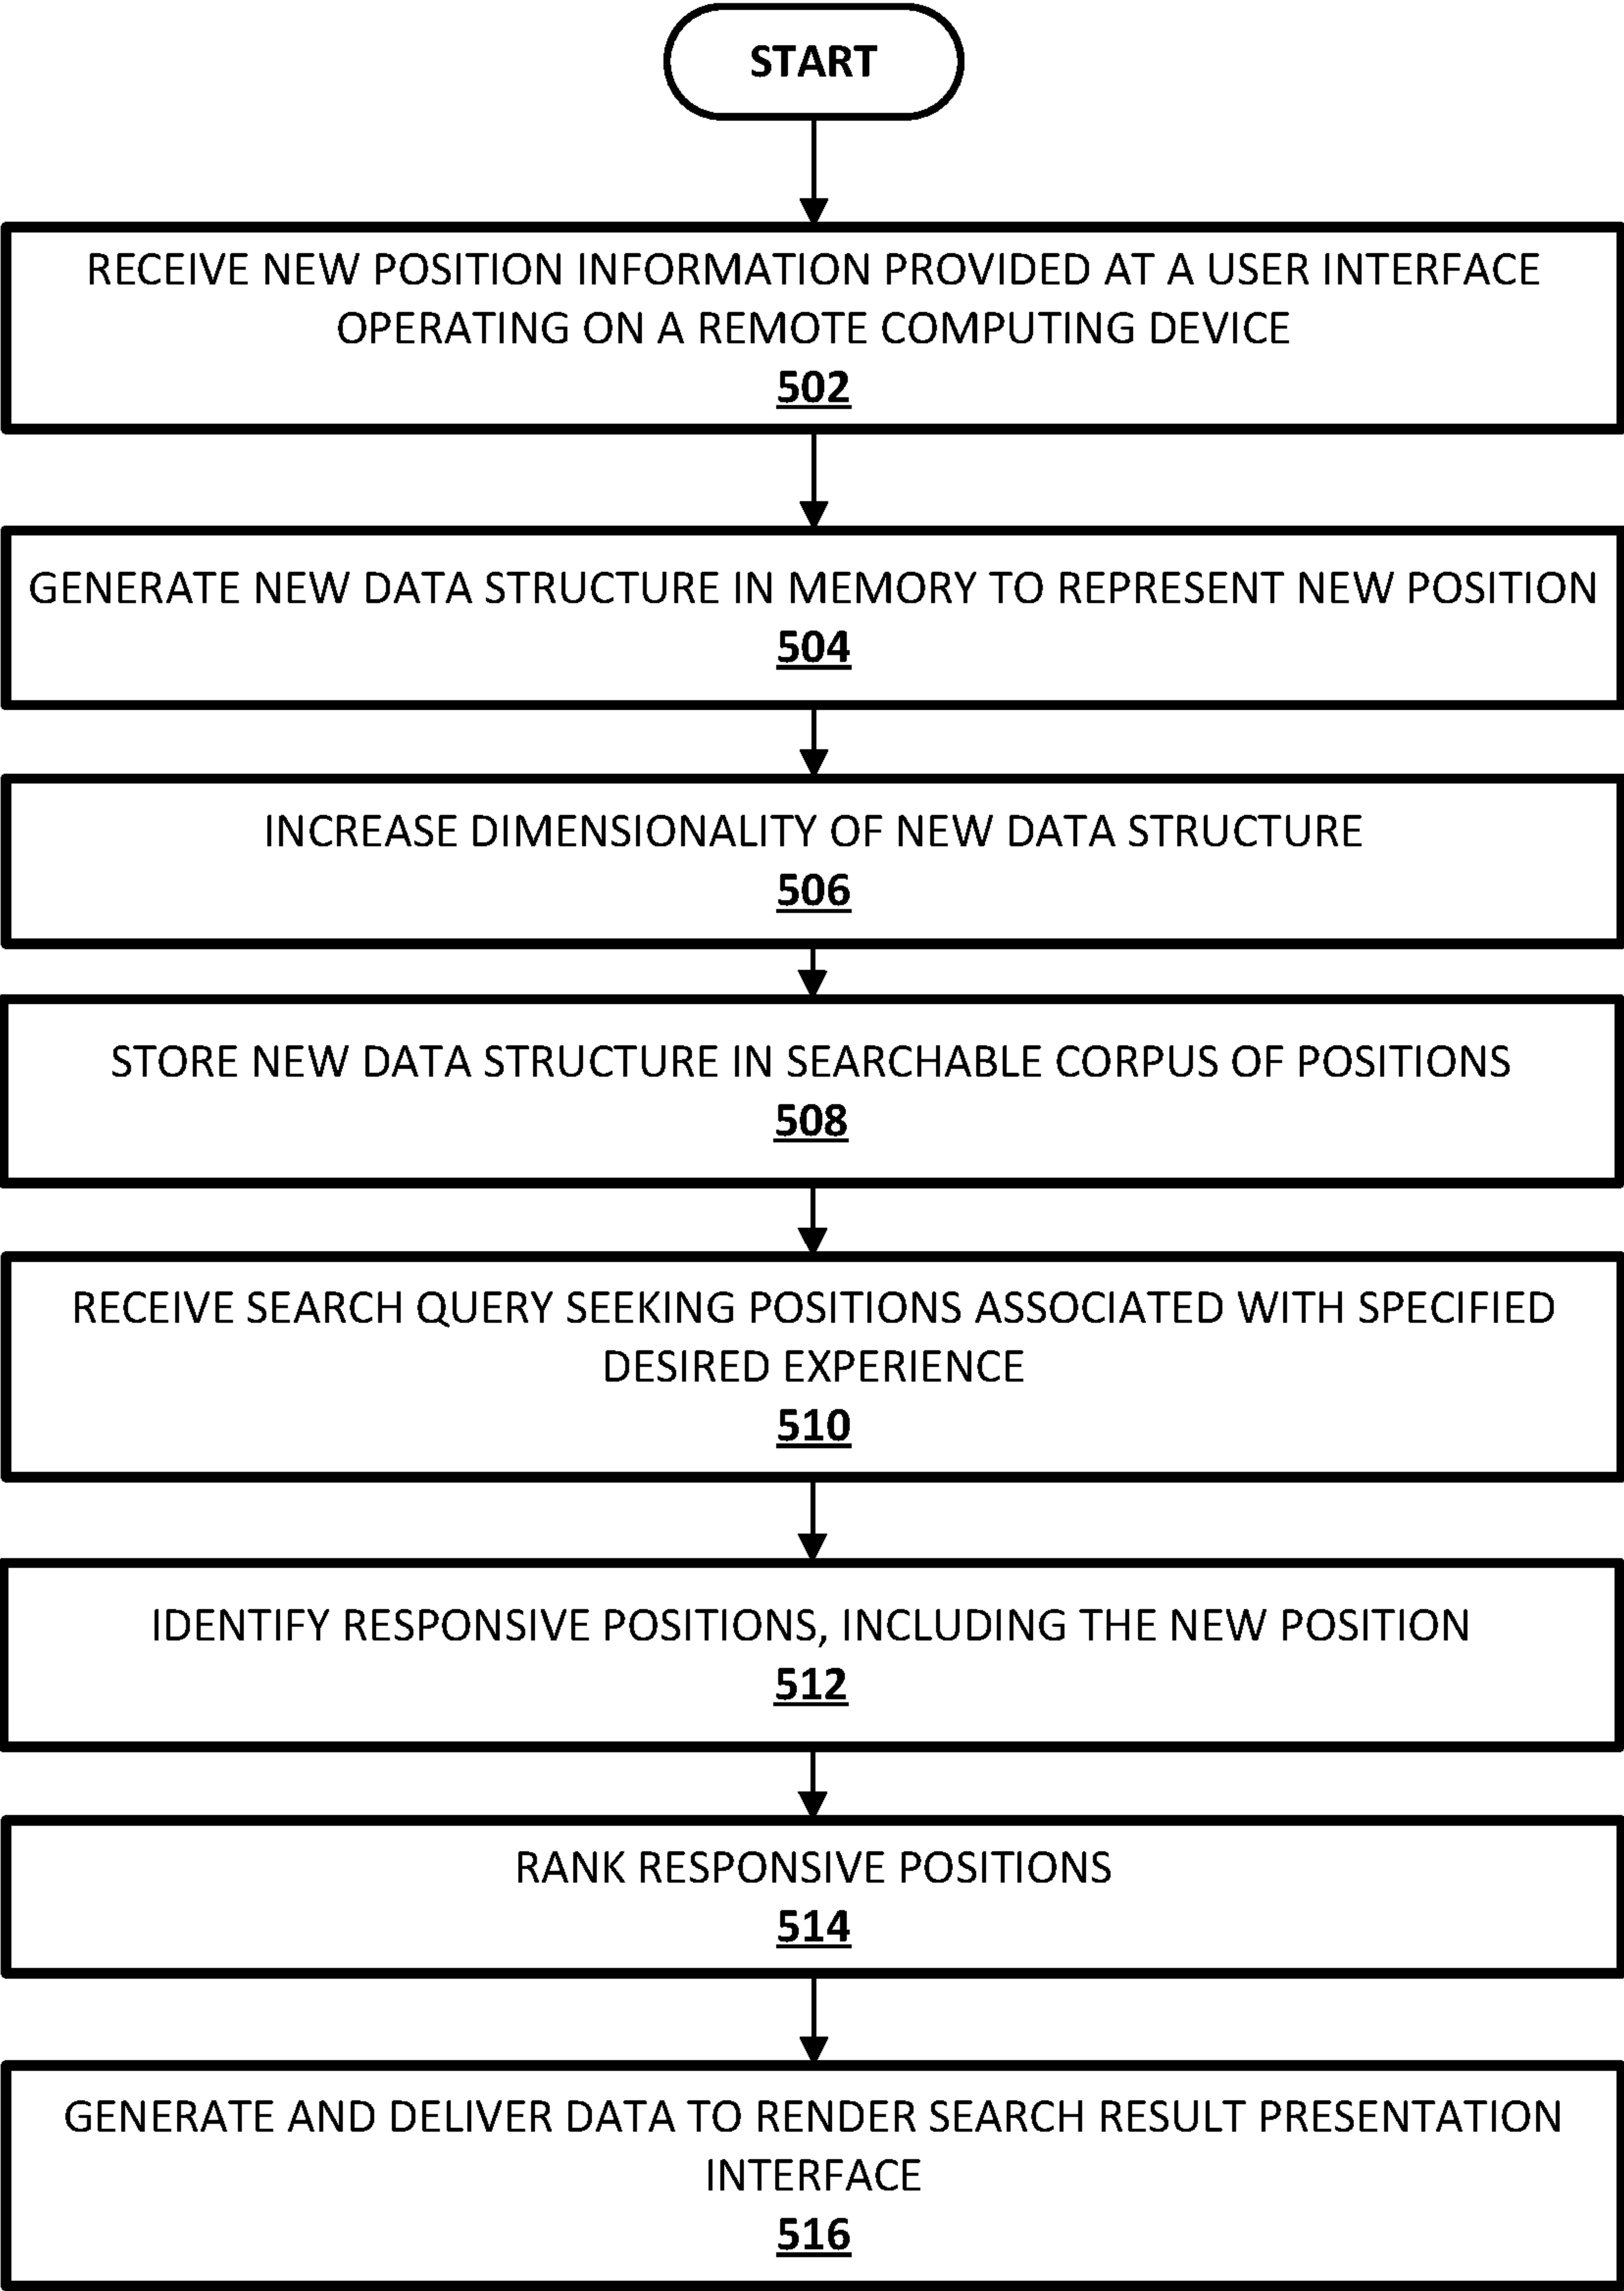 START
RECEIVE NEW POSITION INFORMATION PROVIDED AT A USER INTERFACE
OPERATING ON A REMOTE COMPUTING DEVICE
502
GENERATE NEW DATA STRUCTURE IN MEMORY TO REPRESENT NEW POSITION
504
INCREASE DIMENSIONALITY OF NEW DATA STRUCTURE
506
STORE NEW DATA STRUCTURE IN SEARCHABLE CORPUS OF POSITIONS
508
RECEIVE SEARCH QUERY SEEKING POSITIONS ASSOCIATED WITH SPECIFIED
DESIRED EXPERIENCE
510
IDENTIFY RESPONSIVE POSITIONS, INCLUDING THE NEW POSITION
512
RANK RESPONSIVE POSITIONS
514
GENERATE AND DELIVER DATA TO RENDER SEARCH RESULT PRESENTATION
INTERFACE
516